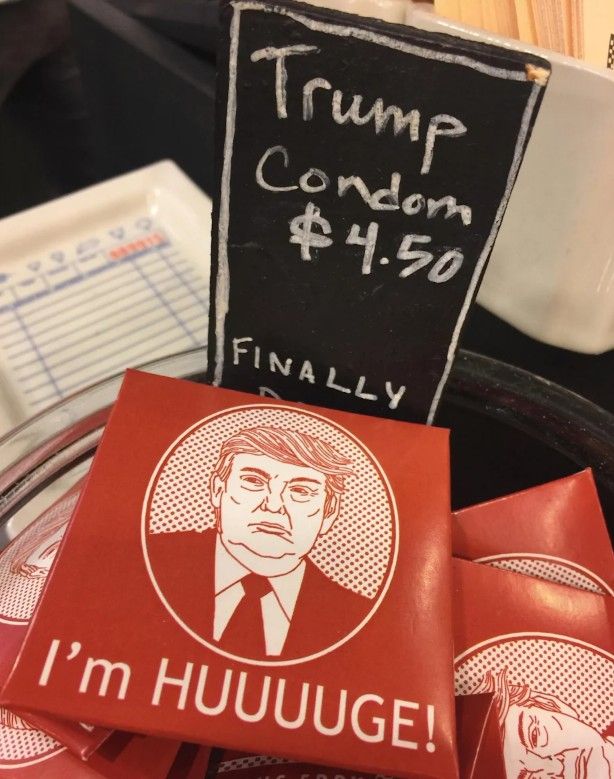 Trump
Condom
$4.50
FINALLY
I'm HUUUUGE!